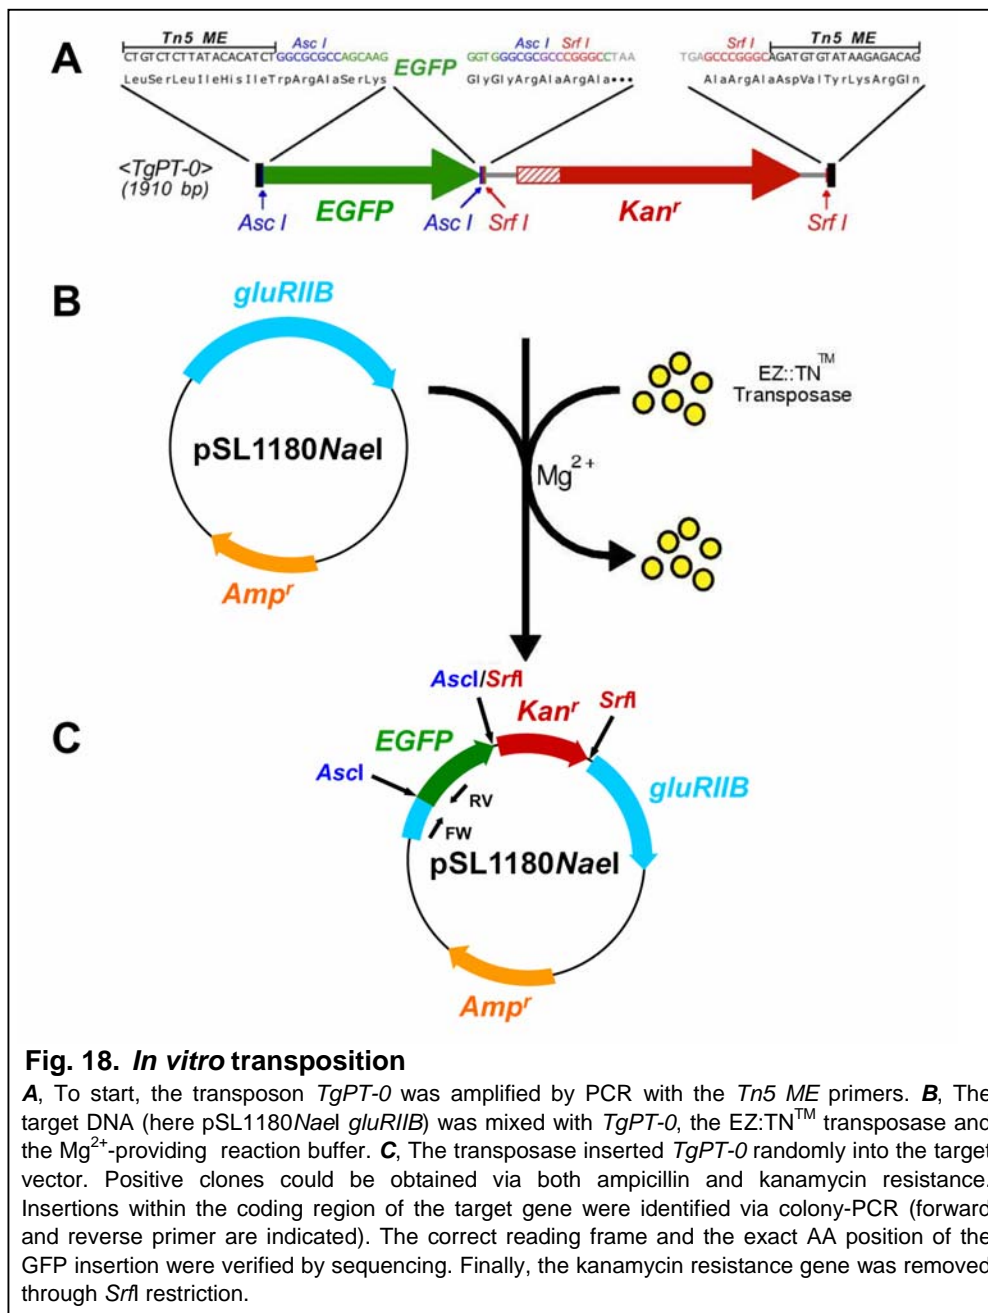 A
Tn5 ME Asc I Asc I Srf I Srf I Tn5 ME
CTGTCTCTTATACACATCTGGCGCGCCAGCAAG EGFP GGTGGGCGCGCCCGGGCCTAA TGAGCCCGGGCAGATGTGTATAAGAGACAG
LeuSerLeuIleHisIleTrpArgAlaSerLys GlyGlyArgAlaArgAla••• AlaArgAlaAspValTyrLysArgGln
<TgPT-0>
(1910 bp)
Asc I EGFP Asc I Srf I Kanr Srf I
B
gluRIIB
pSL1180NaeI
Ampr
EZ::TN™
Transposase
Mg2+
C
AscI/SrfI
Kanr
SrfI
EGFP
AscI
gluRIIB
RV
FW
pSL1180NaeI
Ampr
Fig. 18. In vitro transposition
A, To start, the transposon TgPT-0 was amplified by PCR with the Tn5 ME primers. B, The
target DNA (here pSL1180NaeI gluRIIB) was mixed with TgPT-0, the EZ:TN™ transposase and
the Mg2+-providing reaction buffer. C, The transposase inserted TgPT-0 randomly into the target
vector. Positive clones could be obtained via both ampicillin and kanamycin resistance.
Insertions within the coding region of the target gene were identified via colony-PCR (forward
and reverse primer are indicated). The correct reading frame and the exact AA position of the
GFP insertion were verified by sequencing. Finally, the kanamycin resistance gene was removed
through SrfI restriction.